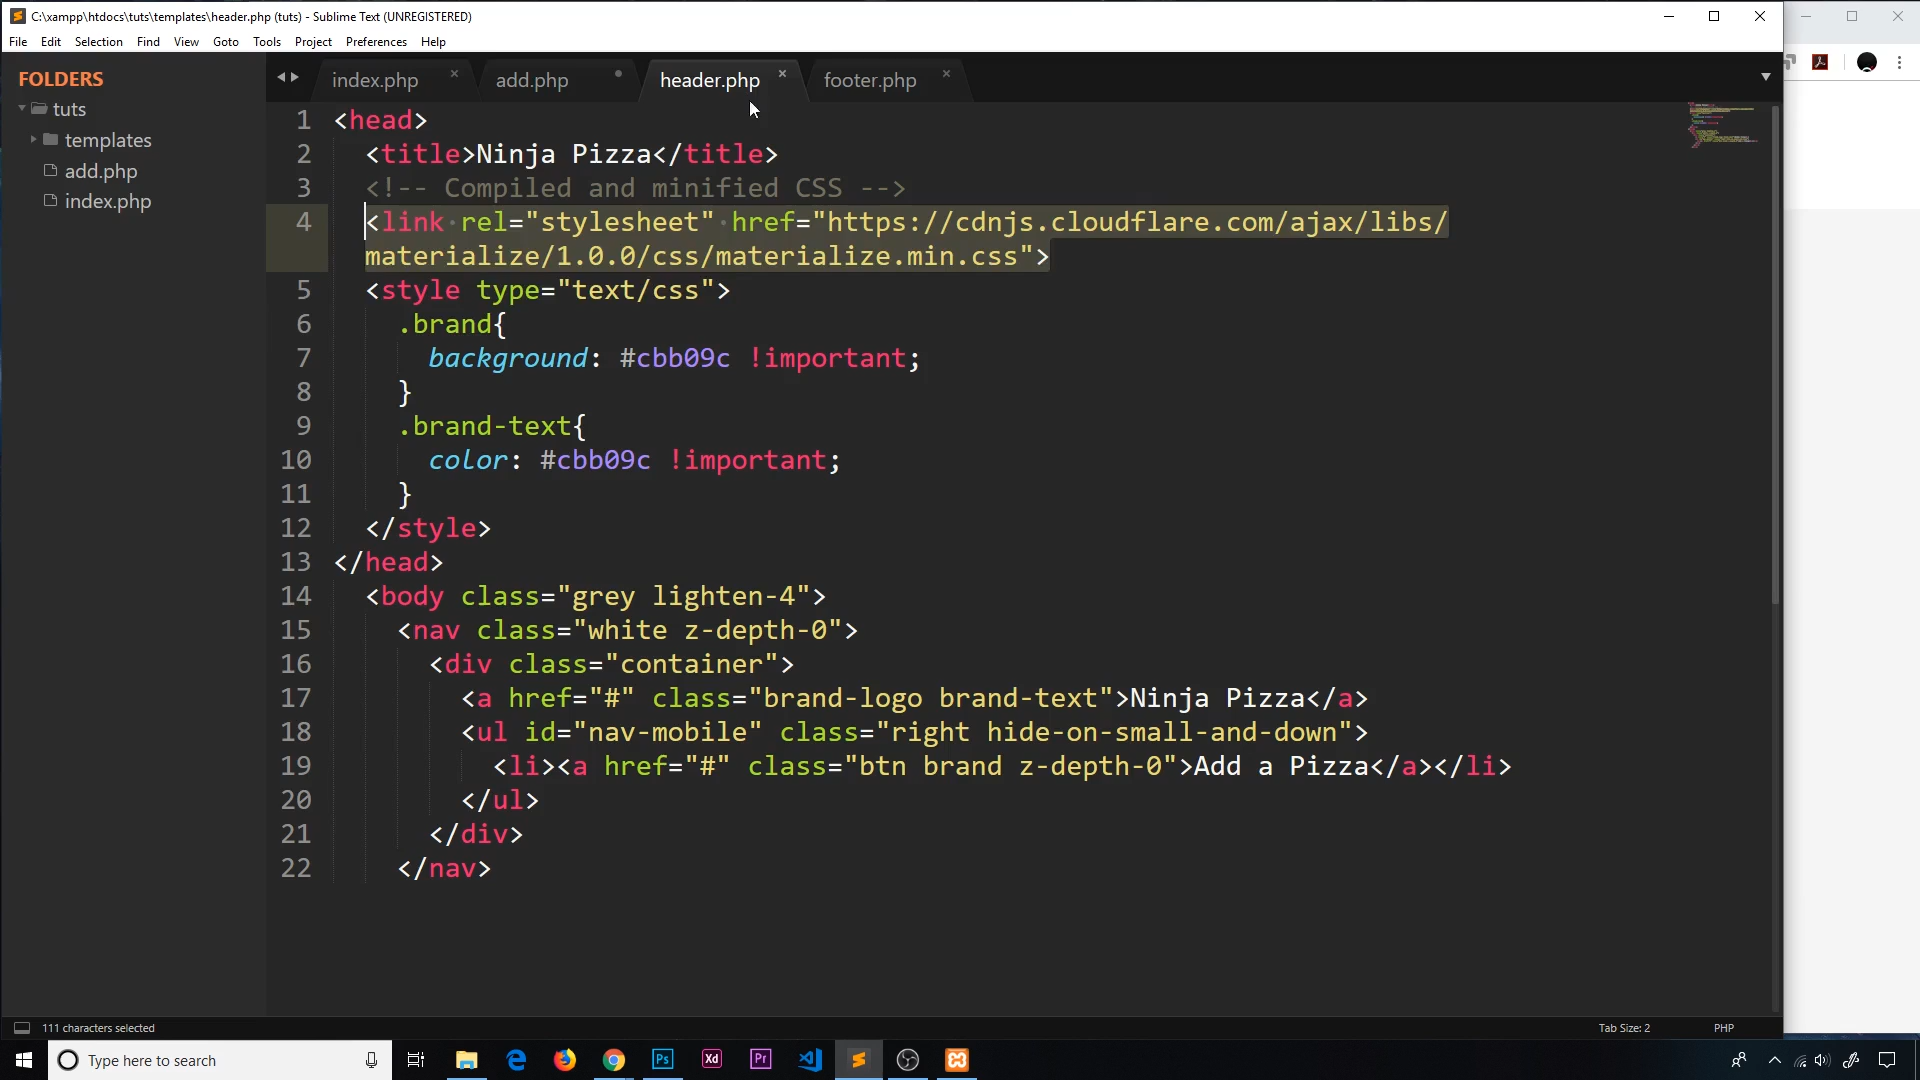 C:\xampp\htdocs\tuts\templates\header.php (tuts) - Sublime Text (UNREGISTERED)
File Edit Selection Find View Goto Tools Project Preferences Help
FOLDERS
tuts
templates
add.php
index.php
index.php add.php header.php footer.php
1 <head>
2 <title>Ninja Pizza</title>
3 <!-- Compiled and minified CSS -->
4 <link rel="stylesheet" href="https://cdnjs.cloudflare.com/ajax/libs/
materialize/1.0.0/css/materialize.min.css">
5 <style type="text/css">
6 .brand{
7 background: #cbb09c !important;
8 }
9 .brand-text{
10 color: #cbb09c !important;
11 }
12 </style>
13 </head>
14 <body class="grey lighten-4">
15 <nav class="white z-depth-0">
16 <div class="container">
17 <a href="#" class="brand-logo brand-text">Ninja Pizza</a>
18 <ul id="nav-mobile" class="right hide-on-small-and-down">
19 <li><a href="#" class="btn brand z-depth-0">Add a Pizza</a></li>
20 </ul>
21 </div>
22 </nav>
111 characters selected
Tab Size: 2 PHP
Type here to search
Ps Xd Pr